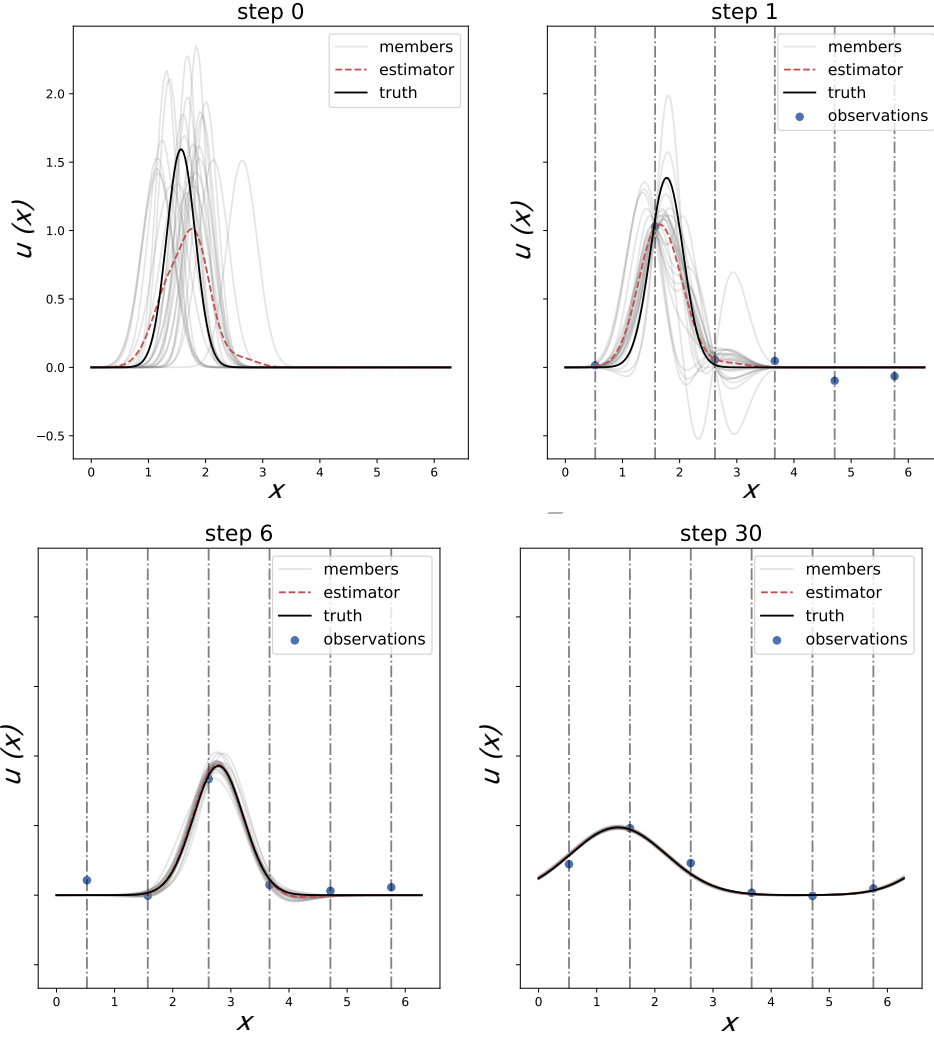 step 0
members
estimator
truth
2.0
1.5
1.0
0.5
0.0
−0.5
u (x)
0 1 2 3 4 5 6
x
step 1
members
estimator
truth
observations
u (x)
0 1 2 3 4 5 6
x
step 6
members
estimator
truth
observations
u (x)
0 1 2 3 4 5 6
x
step 30
members
estimator
truth
observations
u (x)
0 1 2 3 4 5 6
x